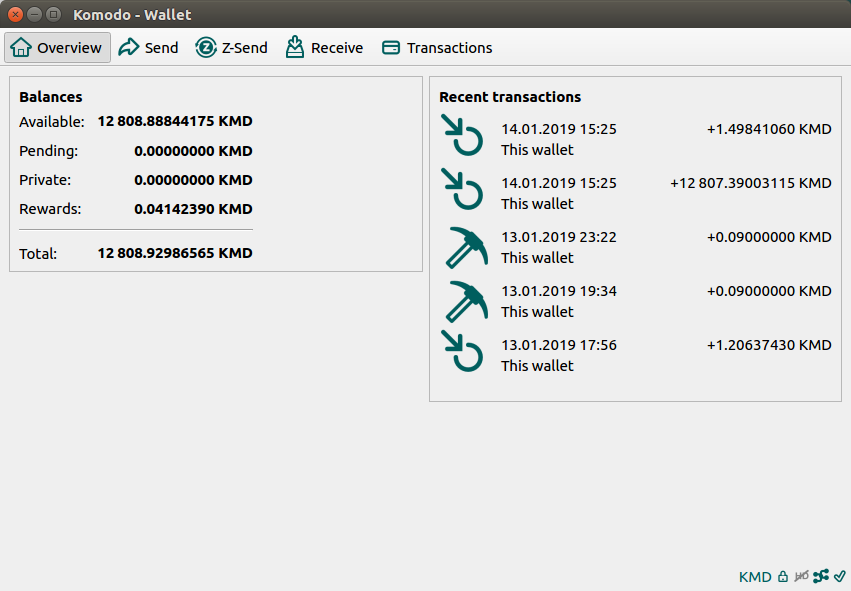 Komodo - Wallet
Overview Send Z-Send Receive Transactions
Balances
Available: 12 808.88844175 KMD
Pending: 0.00000000 KMD
Private: 0.00000000 KMD
Rewards: 0.04142390 KMD
Total: 12 808.92986565 KMD
Recent transactions
14.01.2019 15:25 +1.49841060 KMD
This wallet
14.01.2019 15:25 +12 807.39003115 KMD
This wallet
13.01.2019 23:22 +0.09000000 KMD
This wallet
13.01.2019 19:34 +0.09000000 KMD
This wallet
13.01.2019 17:56 +1.20637430 KMD
This wallet
KMD HD